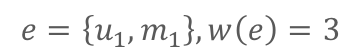 e = {u₁, m₁}, w(e) = 3